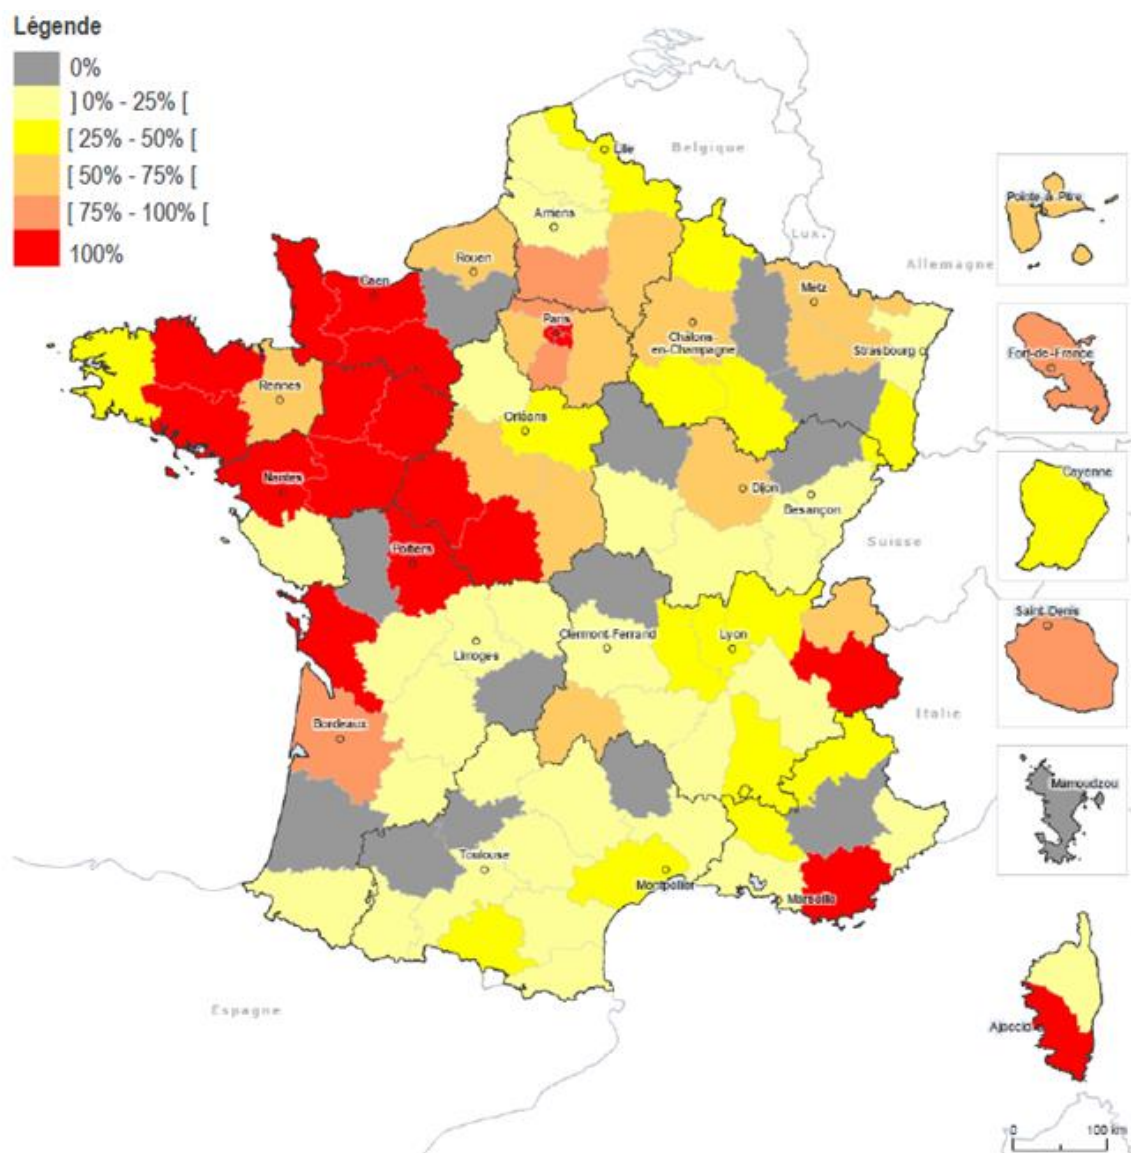 Légende
0%
] 0% - 25% [
[ 25% - 50% [
[ 50% - 75% [
[ 75% - 100% [
100%
Belgique
Lille
Amiens
Lux.
Allemagne
Rouen
Caen
Metz
Paris
Châlons-
en-Champagne
Strasbourg
Rennes
Orléans
Nantes
Dijon
Besançon
Suisse
Poitiers
Clermont-Ferrand
Lyon
Limoges
Italie
Bordeaux
Toulouse
Montpellier
Marseille
Espagne
Pointe à Pitre
Fort-de-France
Cayenne
Saint-Denis
Mamoudzou
Ajaccio
0
100 km